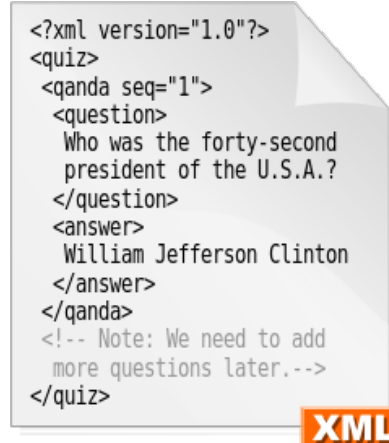 <?xml version="1.0"?>
<quiz>
<qanda seq="1">
<question>
Who was the forty-second
president of the U.S.A.?
</question>
<answer>
William Jefferson Clinton
</answer>
</qanda>
<!-- Note: We need to add
more questions later.-->
</quiz>
XML